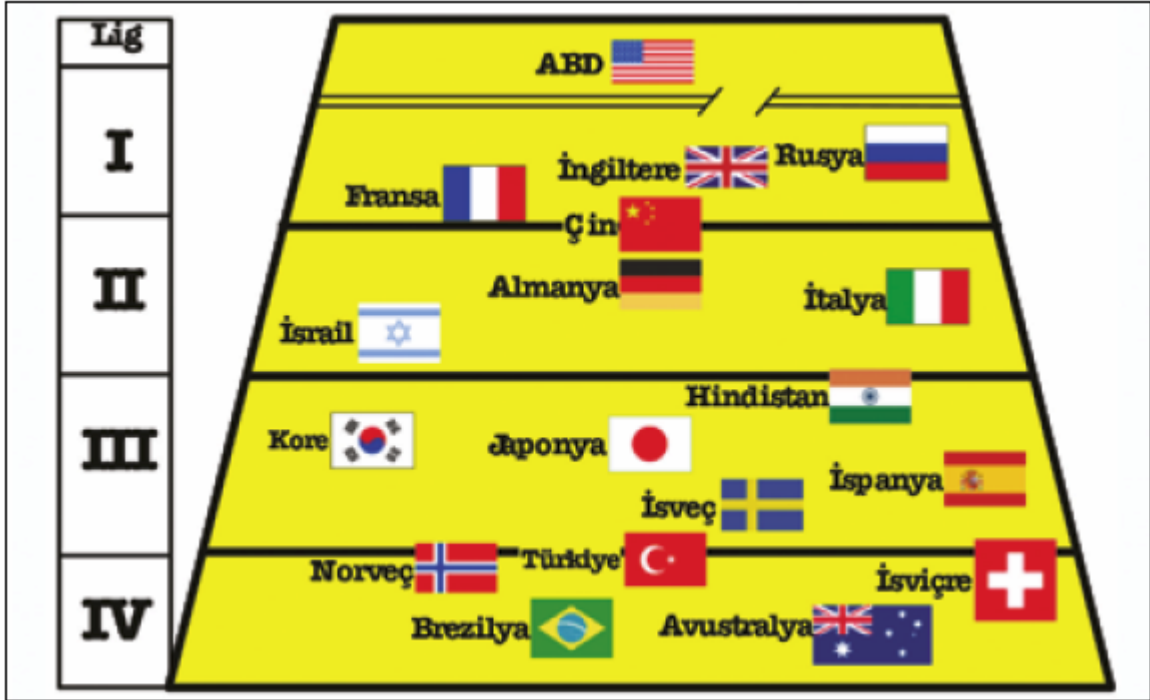 Lig
ABD
I
Rusya
İngiltere
Fransa
Çin
II
Almanya
İtalya
İsrail
Hindistan
III
Kore
Japonya
İspanya
İsveç
Türkiye
Norveç
İsviçre
IV
Brezilya
Avustralya